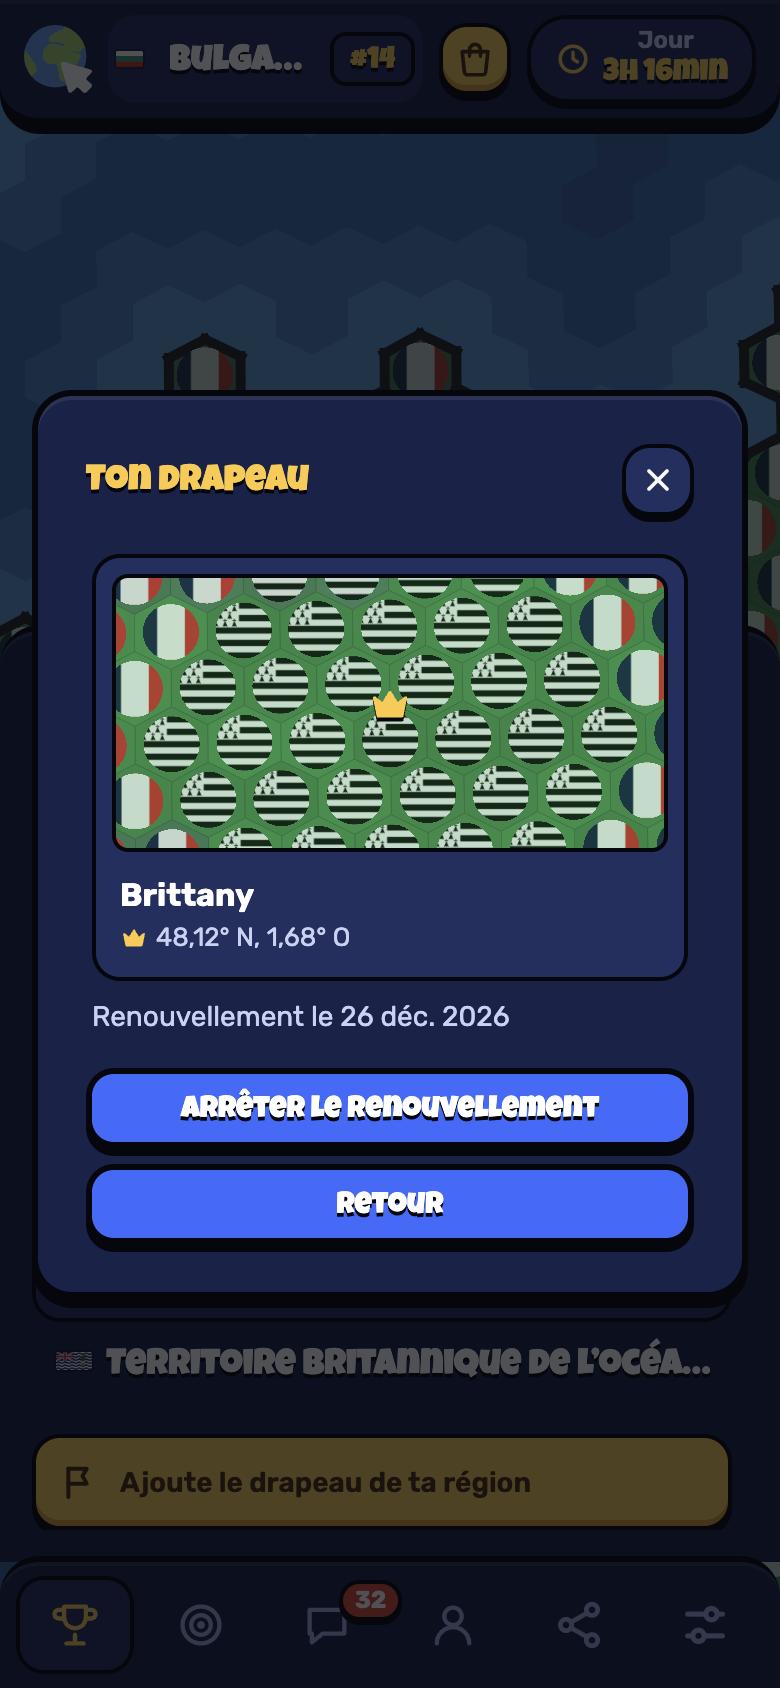 BULGA...
#14
Jour
3H 16min
Ton drapeau
Brittany
48,12° N, 1,68° O
Renouvellement le 26 déc. 2026
Arrêter le renouvellement
Retour
Territoire britannique de l'océa...
Ajoute le drapeau de ta région
32